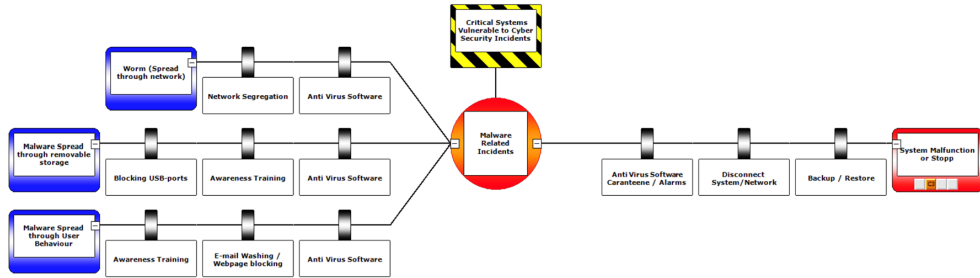 Critical Systems
Vulnerable to Cyber
Security Incidents
Worm (Spread
through network)
Network Segregation
Anti Virus Software
Malware Spread
through removable
storage
Blocking USB-ports
Awareness Training
Anti Virus Software
Malware Spread
through User
Behaviour
Awareness Training
E-mail Washing /
Webpage blocking
Anti Virus Software
Malware
Related
Incidents
Anti Virus Software
Caranteene / Alarms
Disconnect
System/Network
Backup / Restore
System Malfunction
or Stopp